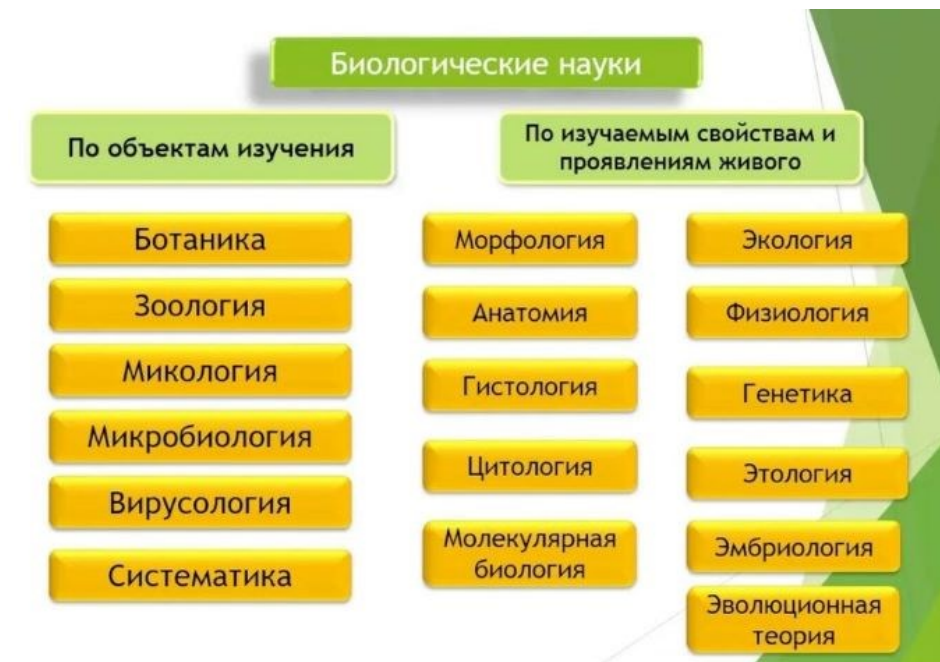 Биологические науки
По объектам изучения
Ботаника
Зоология
Микология
Микробиология
Вирусология
Систематика
По изучаемым свойствам и
проявлениям живого
Морфология
Анатомия
Гистология
Цитология
Молекулярная
биология
Экология
Физиология
Генетика
Этология
Эмбриология
Эволюционная
теория